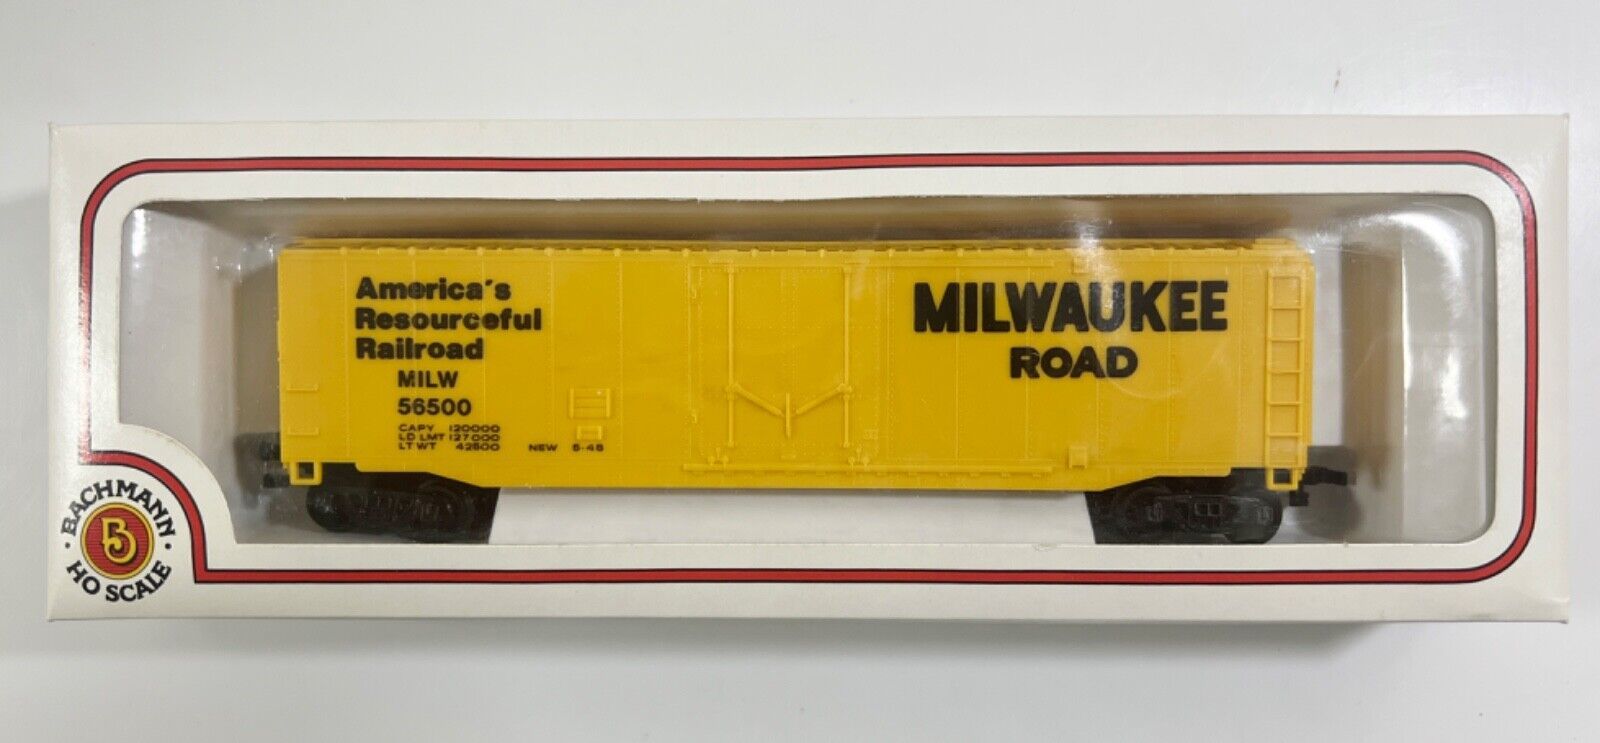 America's
Resourceful
Railroad
MILW
56500
CAPY 120000
LD LMT 127000
LT WT 42800 NEW 5-48
MILWAUKEE
ROAD
BACHMANN
B
HO SCALE